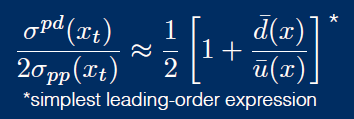 σ^{pd}(x_t) / 2σ_{pp}(x_t) ≈ 1/2 [1 + d̄(x) / ū(x)]*
*simplest leading-order expression